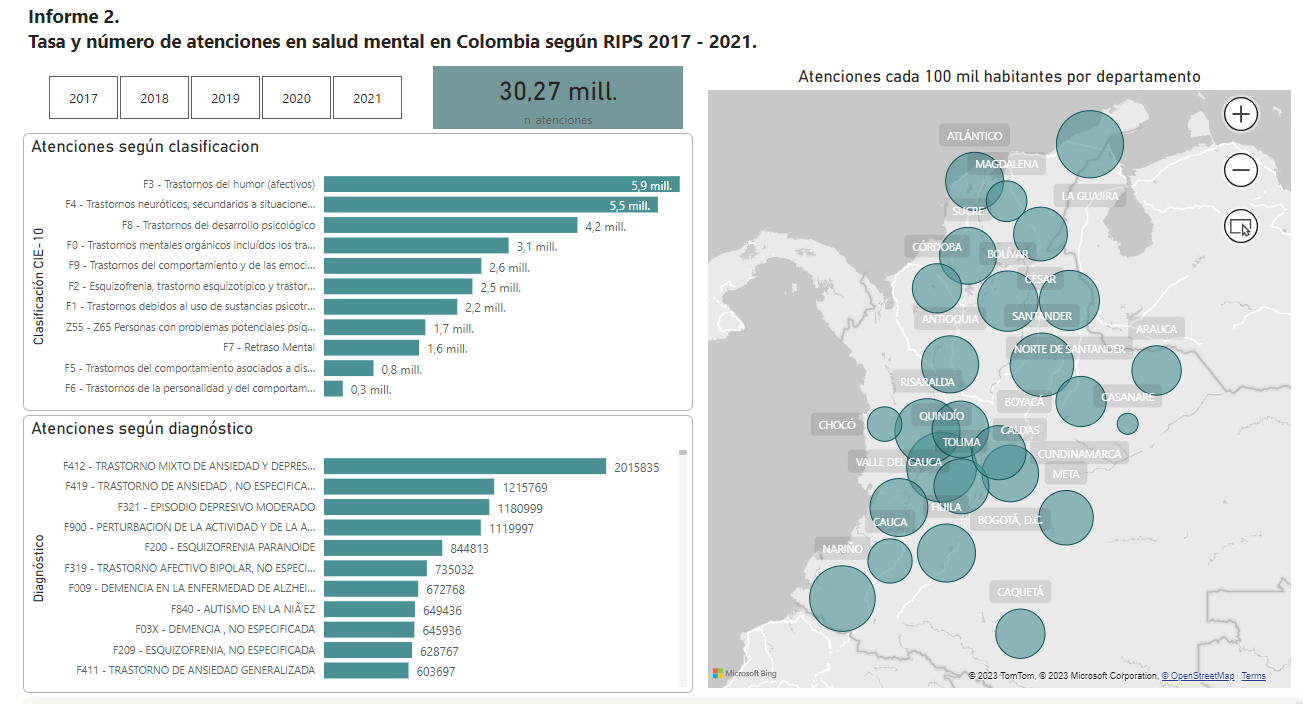 Informe 2.
Tasa y número de atenciones en salud mental en Colombia según RIPS 2017 - 2021.
2017
2018
2019
2020
2021
30,27 mill.
n atenciones
Atenciones según clasificacion
Clasificación CIE-10
F3 - Trastornos del humor (afectivos)
5,9 mill.
F4 - Trastornos neuróticos, secundarios a situacione...
5,5 mill.
F8 - Trastornos del desarrollo psicológico
4,2 mill.
F0 - Trastornos mentales orgánicos incluídos los tra...
3,1 mill.
F9 - Trastornos del comportamiento y de las emoci...
2,6 mill.
F2 - Esquizofrenia, trastorno esquizotípico y trastor...
2,5 mill.
F1 - Trastornos debidos al uso de sustancias psicotr...
2,2 mill.
Z55 - Z65 Personas con problemas potenciales psíq...
1,7 mill.
F7 - Retraso Mental
1,6 mill.
F5 - Trastornos del comportamiento asociados a dis...
0,8 mill.
F6 - Trastornos de la personalidad y del comportam...
0,3 mill.
Atenciones según diagnóstico
Diagnóstico
F412 - TRASTORNO MIXTO DE ANSIEDAD Y DEPRES...
2015835
F419 - TRASTORNO DE ANSIEDAD , NO ESPECIFICA...
1215769
F321 - EPISODIO DEPRESIVO MODERADO
1180999
F900 - PERTURBACION DE LA ACTIVIDAD Y DE LA A...
1119997
F200 - ESQUIZOFRENIA PARANOIDE
844813
F319 - TRASTORNO AFECTIVO BIPOLAR, NO ESPECI...
735032
F009 - DEMENCIA EN LA ENFERMEDAD DE ALZHEI...
672768
F840 - AUTISMO EN LA NIÃ'EZ
649436
F03X - DEMENCIA , NO ESPECIFICADA
645936
F209 - ESQUIZOFRENIA, NO ESPECIFICADA
628767
F411 - TRASTORNO DE ANSIEDAD GENERALIZADA
603697
Atenciones cada 100 mil habitantes por departamento
ATLÁNTICO
MAGDALENA
LA GUAJIRA
SUCRE
CÓRDOBA
BOLÍVAR
CESAR
ANTIOQUIA
SANTANDER
ARAUCA
NORTE DE SANTANDER
RISARALDA
BOYACÁ
CASANARE
CHOCÓ
QUINDÍO
CALDAS
TOLIMA
CUNDINAMARCA
VALLE DEL CAUCA
META
HUILA
CAUCA
BOGOTÁ, D.C.
NARIÑO
CAQUETÁ
Microsoft Bing
© 2023 TomTom, © 2023 Microsoft Corporation, © OpenStreetMap Terms